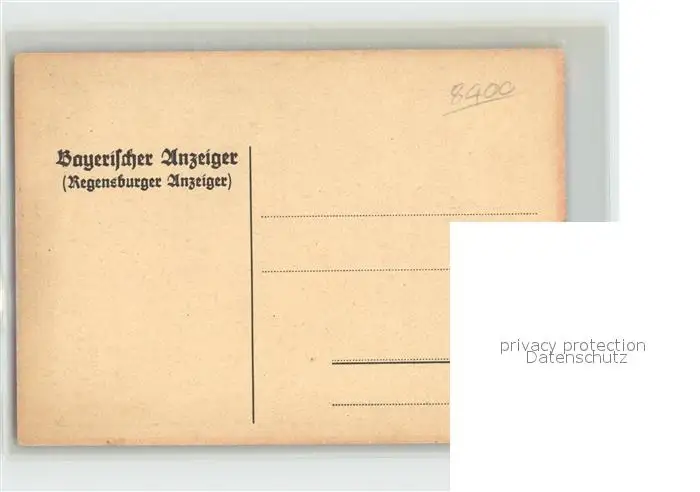 8400
Bayerischer Anzeiger
(Regensburger Anzeiger)
privacy protection
Datenschutz